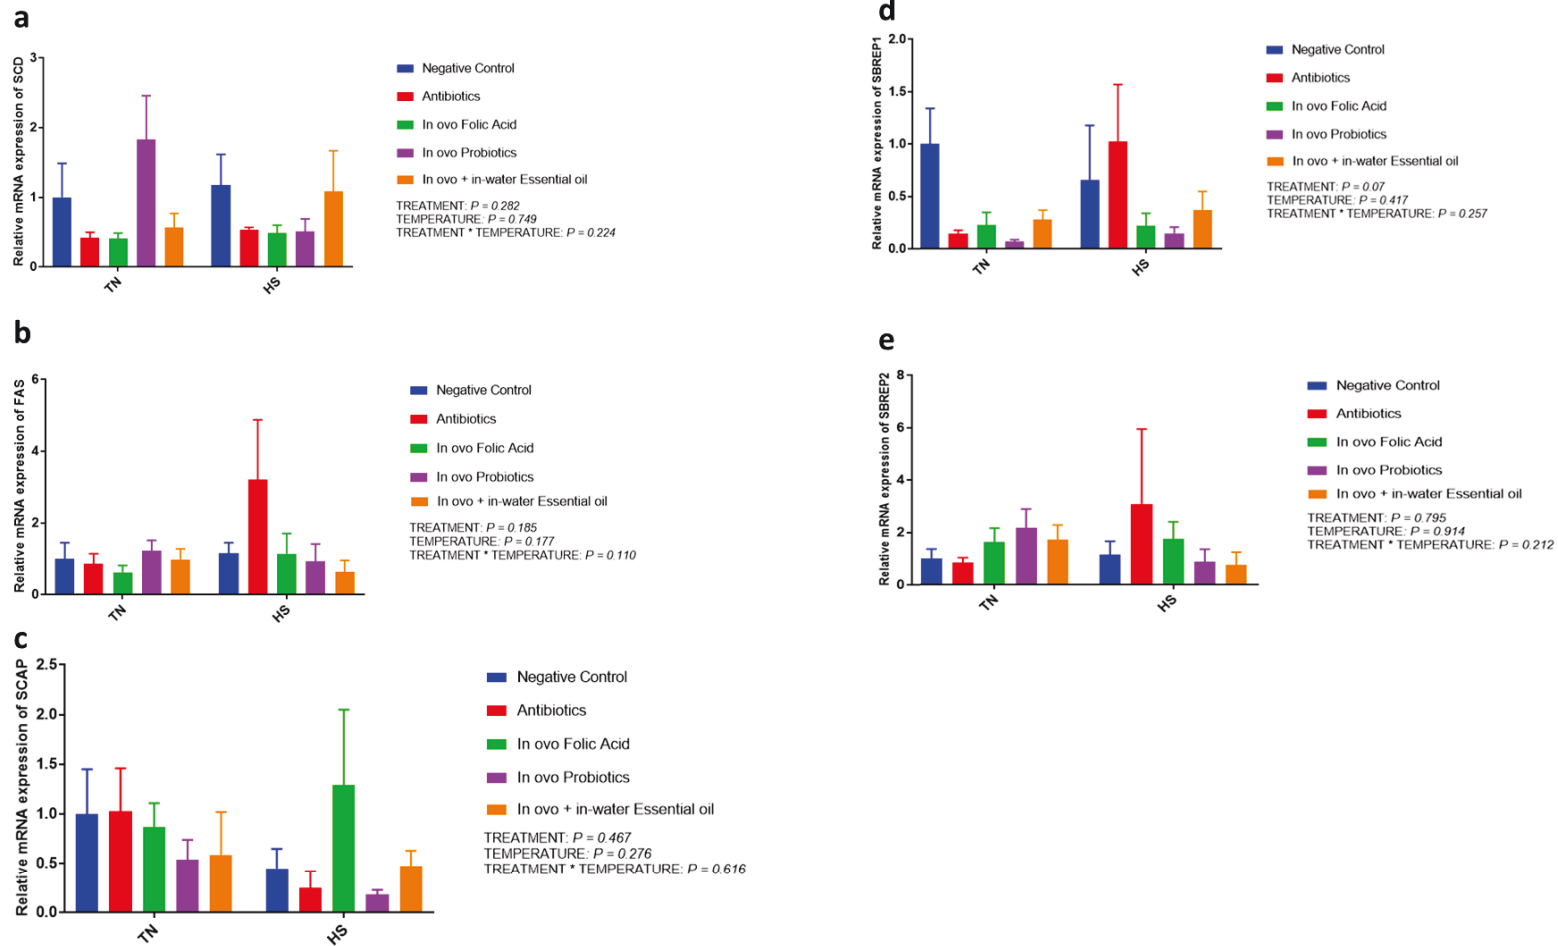 a
Relative mRNA expression of SCD
3
2
1
0
TN
HS
Negative Control
Antibiotics
In ovo Folic Acid
In ovo Probiotics
In ovo + in-water Essential oil
TREATMENT: P = 0.282
TEMPERATURE: P = 0.749
TREATMENT * TEMPERATURE: P = 0.224
b
Relative mRNA expression of FAS
6
4
2
0
TN
HS
Negative Control
Antibiotics
In ovo Folic Acid
In ovo Probiotics
In ovo + in-water Essential oil
TREATMENT: P = 0.185
TEMPERATURE: P = 0.177
TREATMENT * TEMPERATURE: P = 0.110
c
Relative mRNA expression of SCAP
2.5
2.0
1.5
1.0
0.5
0.0
TN
HS
Negative Control
Antibiotics
In ovo Folic Acid
In ovo Probiotics
In ovo + in-water Essential oil
TREATMENT: P = 0.467
TEMPERATURE: P = 0.276
TREATMENT * TEMPERATURE: P = 0.616
d
Relative mRNA expression of SBREP1
2.0
1.5
1.0
0.5
0.0
TN
HS
Negative Control
Antibiotics
In ovo Folic Acid
In ovo Probiotics
In ovo + in-water Essential oil
TREATMENT: P = 0.07
TEMPERATURE: P = 0.417
TREATMENT * TEMPERATURE: P = 0.257
e
Relative mRNA expression of SBREP2
8
6
4
2
0
TN
HS
Negative Control
Antibiotics
In ovo Folic Acid
In ovo Probiotics
In ovo + in-water Essential oil
TREATMENT: P = 0.795
TEMPERATURE: P = 0.914
TREATMENT * TEMPERATURE: P = 0.212